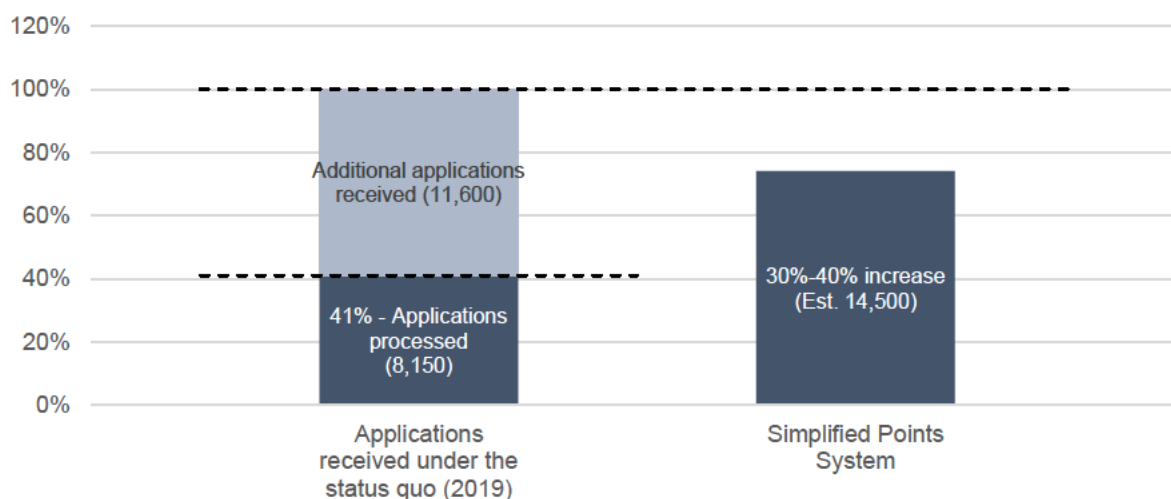 120%
100%
80%
60%
40%
20%
0%
Additional applications
received (11,600)
41% - Applications
processed
(8,150)
30%-40% increase
(Est. 14,500)
Applications
received under the
status quo (2019)
Simplified Points
System